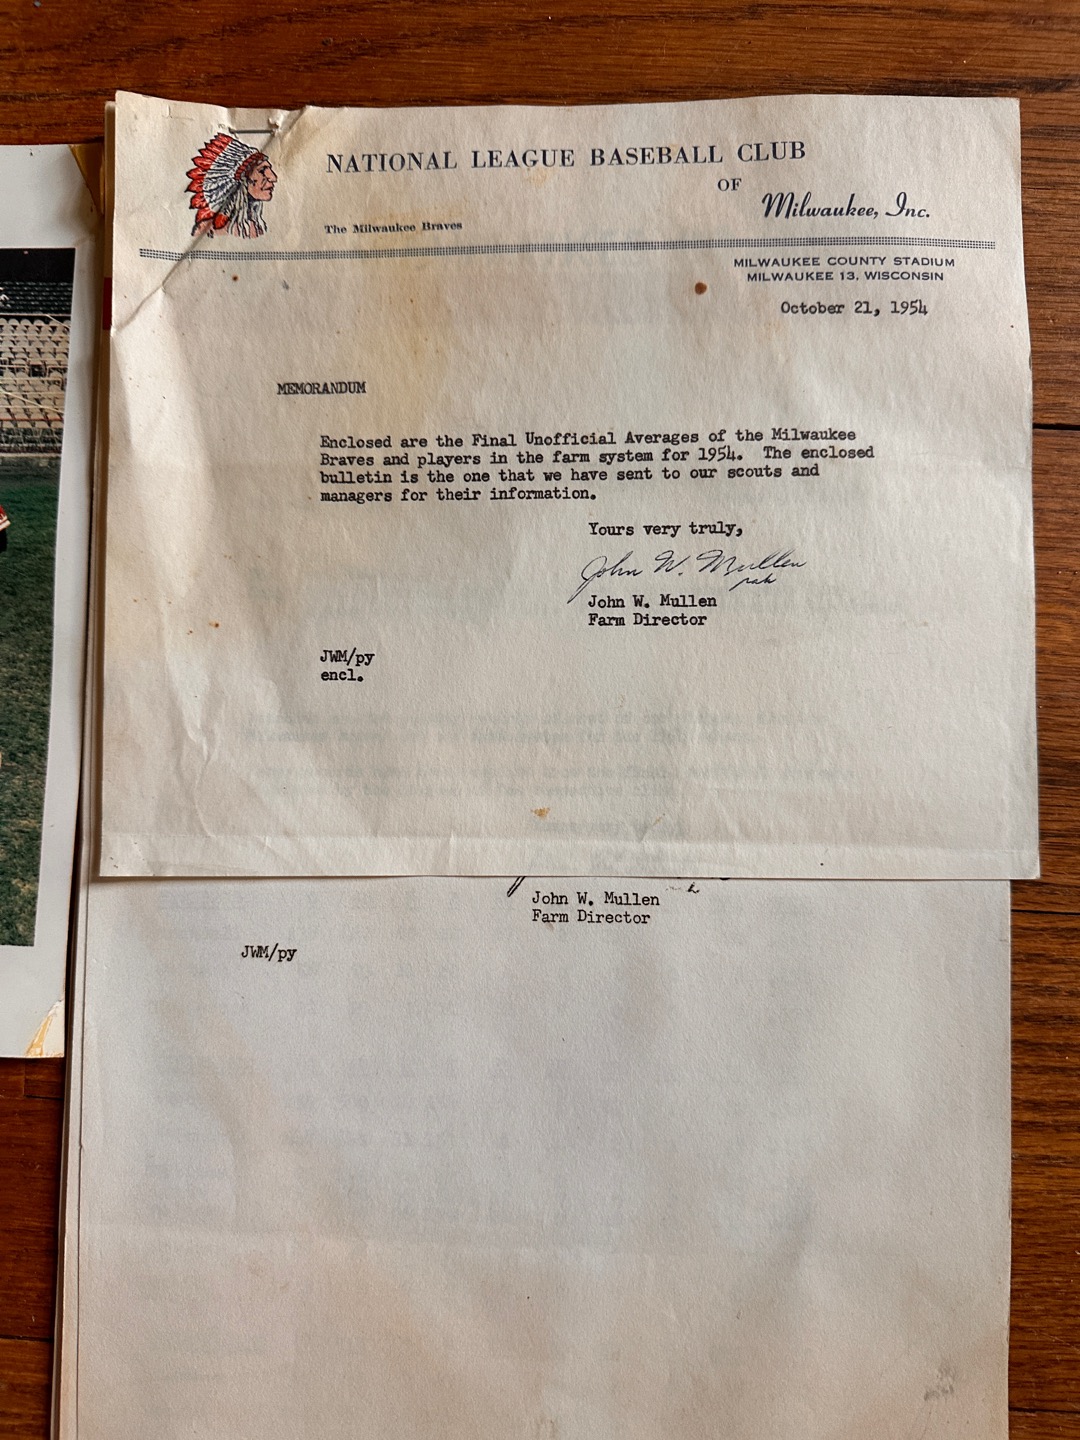 NATIONAL LEAGUE BASEBALL CLUB
OF
Milwaukee, Inc.
The Milwaukee Braves
MILWAUKEE COUNTY STADIUM
MILWAUKEE 13, WISCONSIN
October 21, 1954
MEMORANDUM
Enclosed are the Final Unofficial Averages of the Milwaukee
Braves and players in the farm system for 1954. The enclosed
bulletin is the one that we have sent to our scouts and
managers for their information.
Yours very truly,
John W. Mullen
John W. Mullen
Farm Director
JWM/py
encl.
John W. Mullen
Farm Director
JWM/py